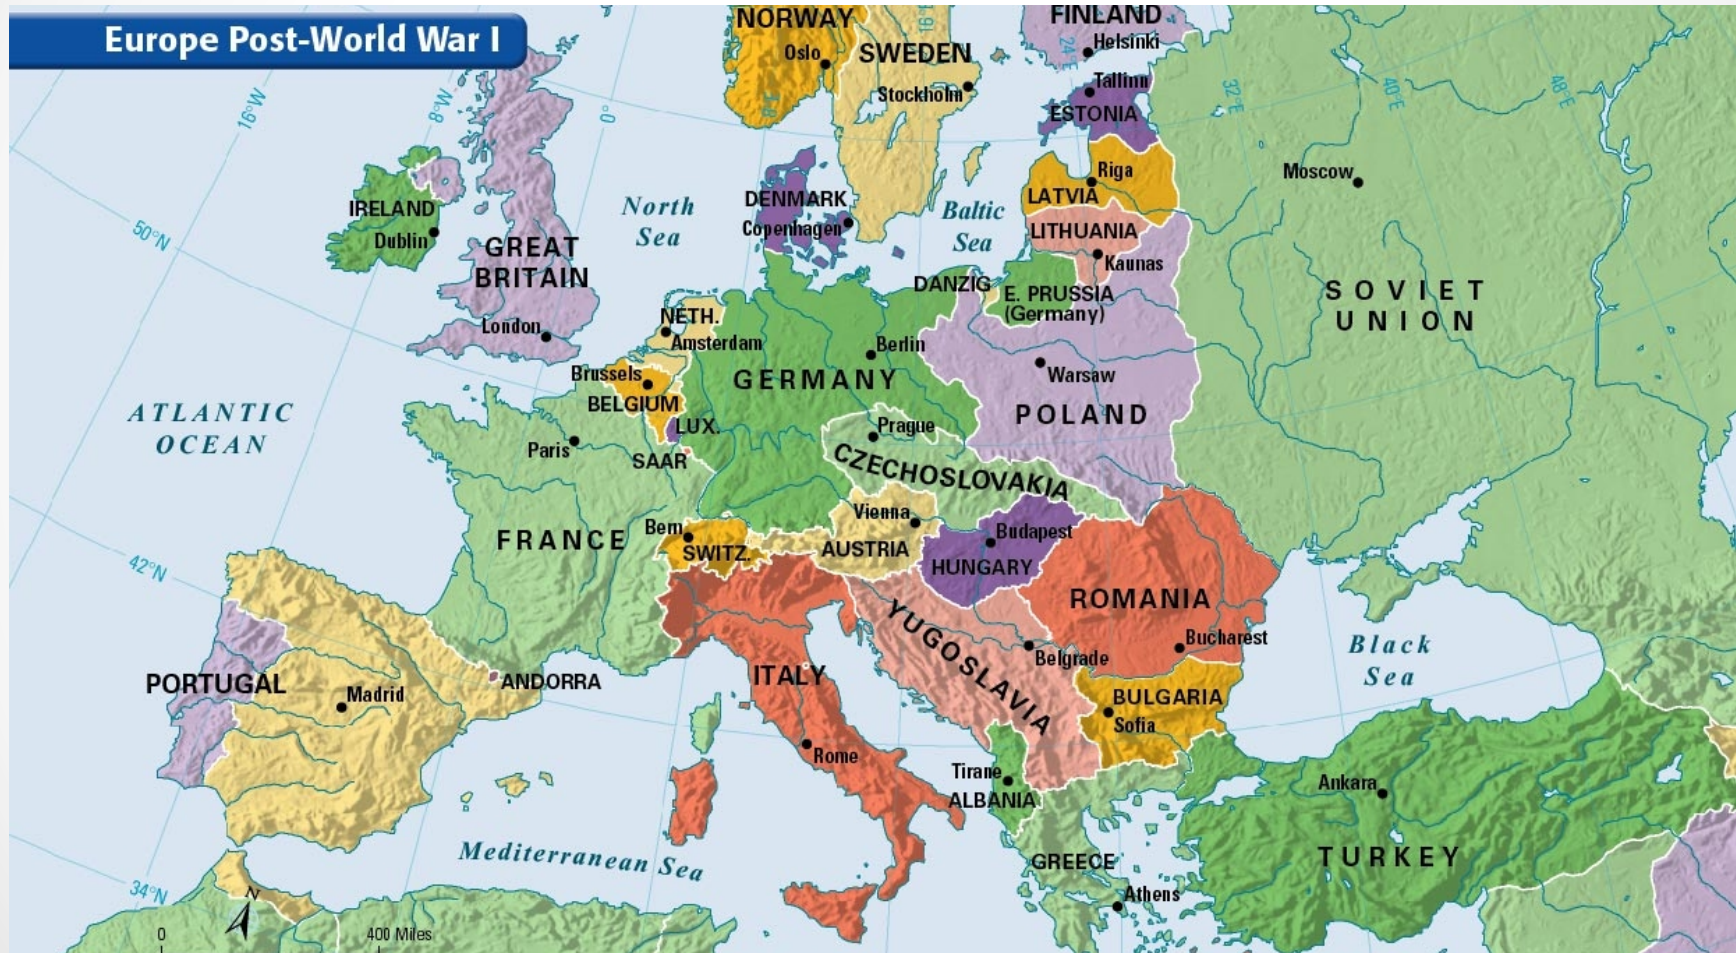 Europe Post-World War I
NORWAY
Oslo
SWEDEN
Stockholm
16°E
FINLAND
Helsinki
24°E
Tallinn
ESTONIA
32°E
40°E
48°E
16°W
8°W
0°
8°E
Riga
LATVIA
Moscow
IRELAND
Dublin
GREAT
BRITAIN
London
North
Sea
DENMARK
Copenhagen
Baltic
Sea
LITHUANIA
Kaunas
50°N
DANZIG
E. PRUSSIA
(Germany)
SOVIET
UNION
NETH.
Amsterdam
Berlin
GERMANY
Warsaw
POLAND
Brussels
BELGIUM
LUX.
SAAR
ATLANTIC
OCEAN
Paris
Prague
CZECHOSLOVAKIA
FRANCE
Bern
SWITZ.
Vienna
AUSTRIA
Budapest
HUNGARY
42°N
ROMANIA
Bucharest
YUGOSLAVIA
Belgrade
Black
Sea
PORTUGAL
Madrid
ANDORRA
ITALY
Rome
BULGARIA
Sofia
Tirane
ALBANIA
Ankara
TURKEY
Mediterranean Sea
GREECE
Athens
34°N
N
0
400 Miles